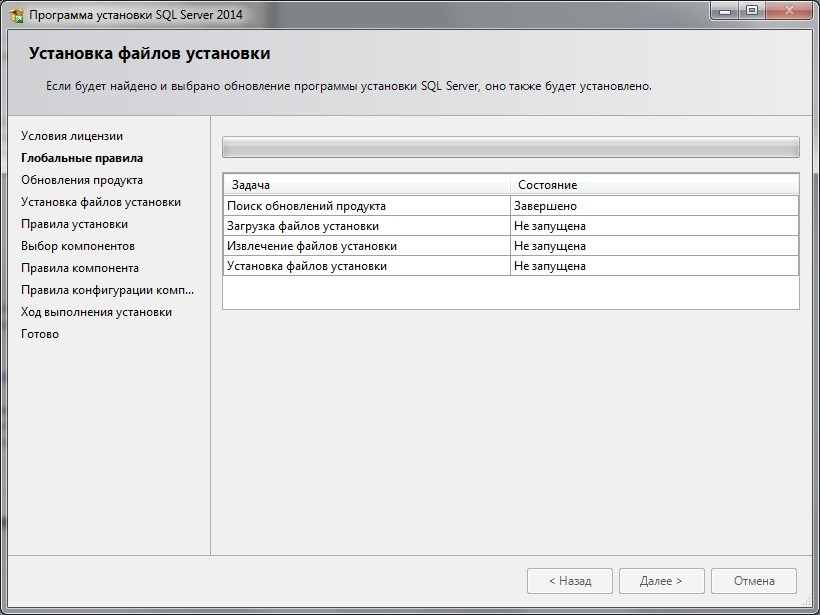 Программа установки SQL Server 2014
Установка файлов установки
Если будет найдено и выбрано обновление программы установки SQL Server, оно также будет установлено.
Условия лицензии
Глобальные правила
Обновления продукта
Установка файлов установки
Правила установки
Выбор компонентов
Правила компонента
Правила конфигурации комп...
Ход выполнения установки
Готово
Задача Состояние
Поиск обновлений продукта Завершено
Загрузка файлов установки Не запущена
Извлечение файлов установки Не запущена
Установка файлов установки Не запущена
< Назад Далее > Отмена